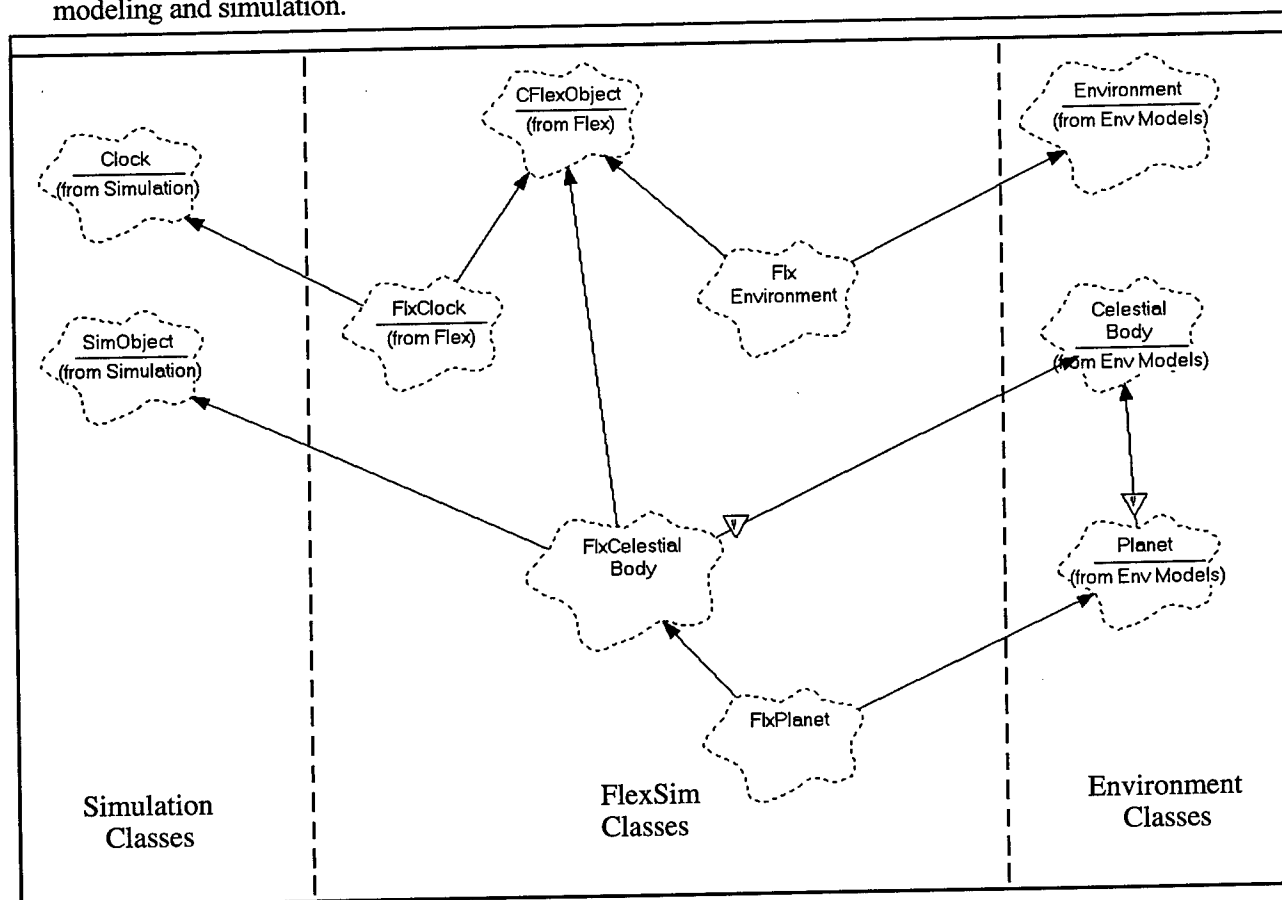 modeling and simulation.
CFlexObject
(from Flex)
Environment
(from Env Models)
Clock
(from Simulation)
Flx
Environment
FlxClock
(from Flex)
Celestial
Body
(from Env Models)
SimObject
(from Simulation)
FlxCelestial
Body
v
v
Planet
(from Env Models)
FlxPlanet
Simulation
Classes
FlexSim
Classes
Environment
Classes